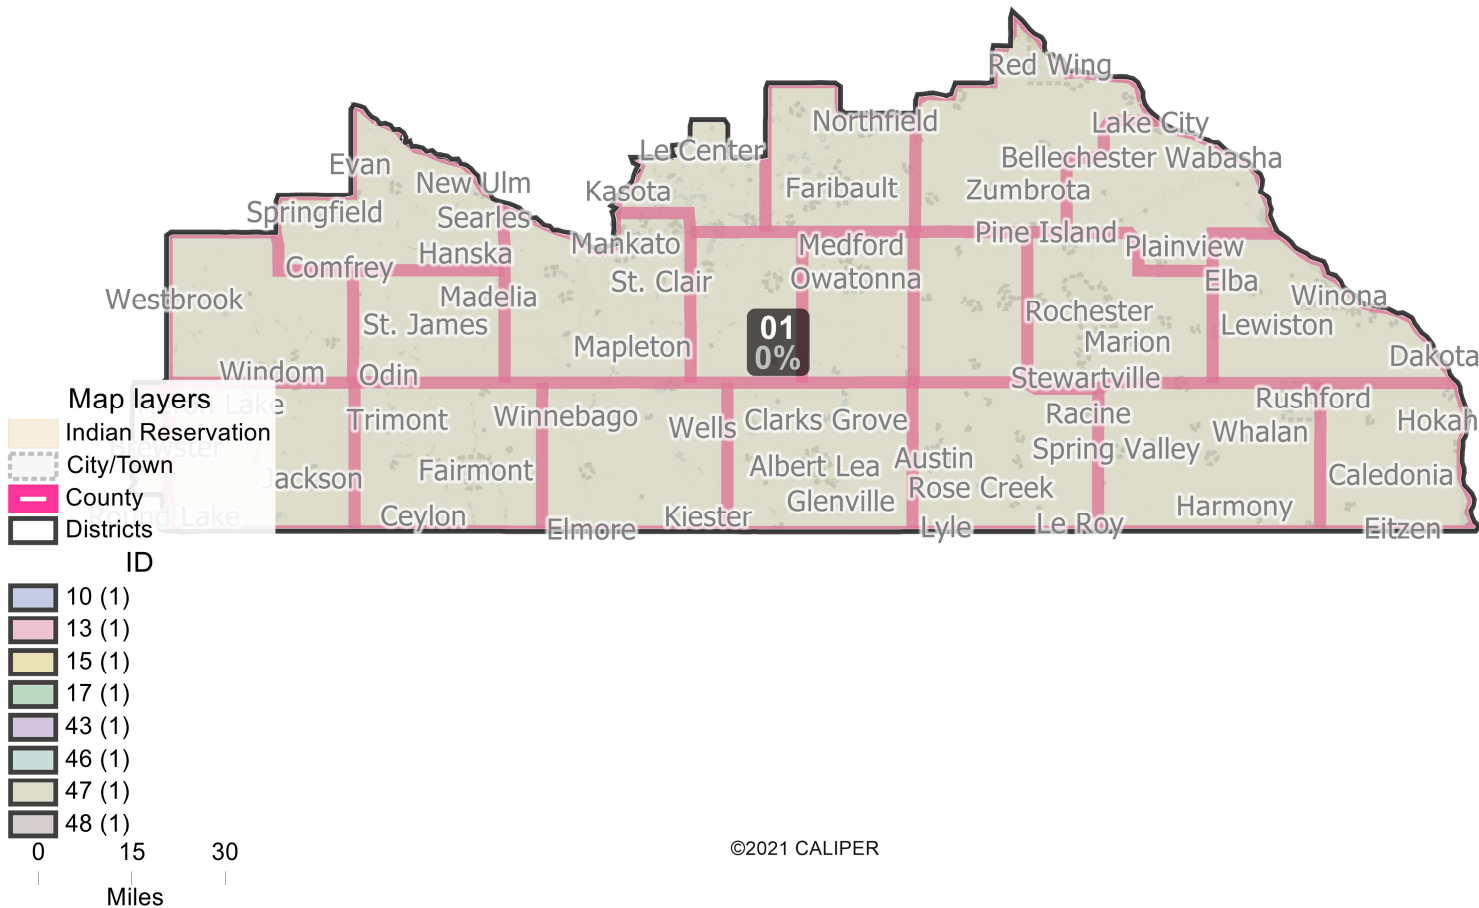 Red Wing
Northfield
Lake City
Le Center
Evan
Bellechester Wabasha
New Ulm
Kasota
Faribault
Zumbrota
Springfield
Searles
Mankato
Medford
Pine Island
Plainview
Hanska
Comfrey
St. Clair
Owatonna
Elba
Westbrook
Madelia
Winona
Rochester
St. James
Lewiston
01
0%
Mapleton
Marion
Dakota
Windom
Odin
Stewartville
Rushford
Map layers
Heron Lake
Trimont
Winnebago
Wells
Clarks Grove
Racine
Hokah
Indian Reservation
Brewster
Whalan
Spring Valley
City/Town
Fairmont
Albert Lea
Austin
Caledonia
Jackson
Rose Creek
County
Glenville
Harmony
Round Lake
Ceylon
Kiester
Districts
Elmore
Lyle
Le Roy
Eitzen
ID
10 (1)
13 (1)
15 (1)
17 (1)
43 (1)
46 (1)
47 (1)
48 (1)
0 15 30
Miles
©2021 CALIPER